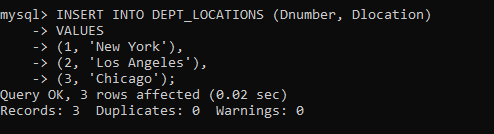 mysql> INSERT INTO DEPT_LOCATIONS (Dnumber, Dlocation)
    -> VALUES
    -> (1, 'New York'),
    -> (2, 'Los Angeles'),
    -> (3, 'Chicago');
Query OK, 3 rows affected (0.02 sec)
Records: 3  Duplicates: 0  Warnings: 0